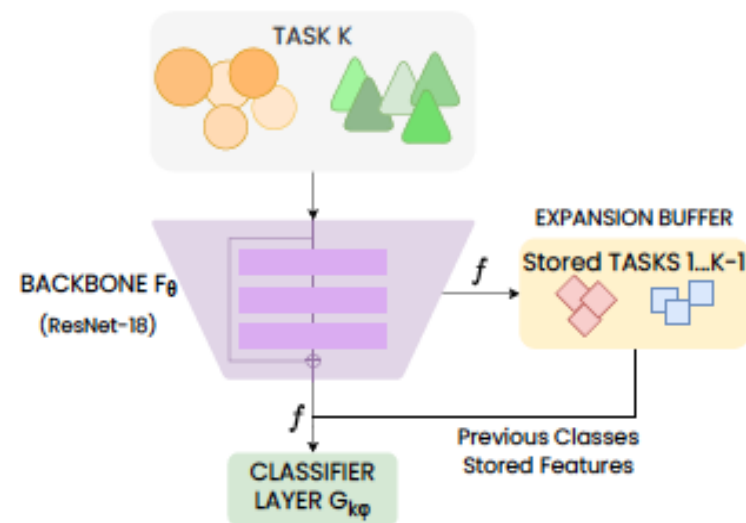 TASK K
EXPANSION BUFFER
Stored TASKS 1...K-1
f
BACKBONE Fθ
(ResNet-18)
f
Previous Classes
Stored Features
CLASSIFIER
LAYER Gkφ